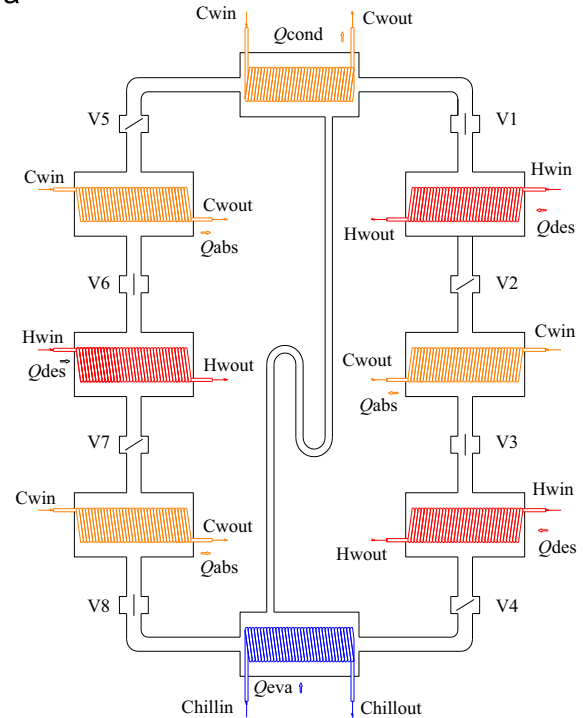 a
Cwin
Cwout
Qcond
V5
V1
Cwin
Hwin
Cwout
Hwout
Qdes
Qabs
V6
V2
Hwin
Cwin
Hwout
Cwout
Qdes
Qabs
V7
V3
Cwin
Hwin
Cwout
Hwout
Qdes
Qabs
V8
V4
Qeva
Chillin
Chillout